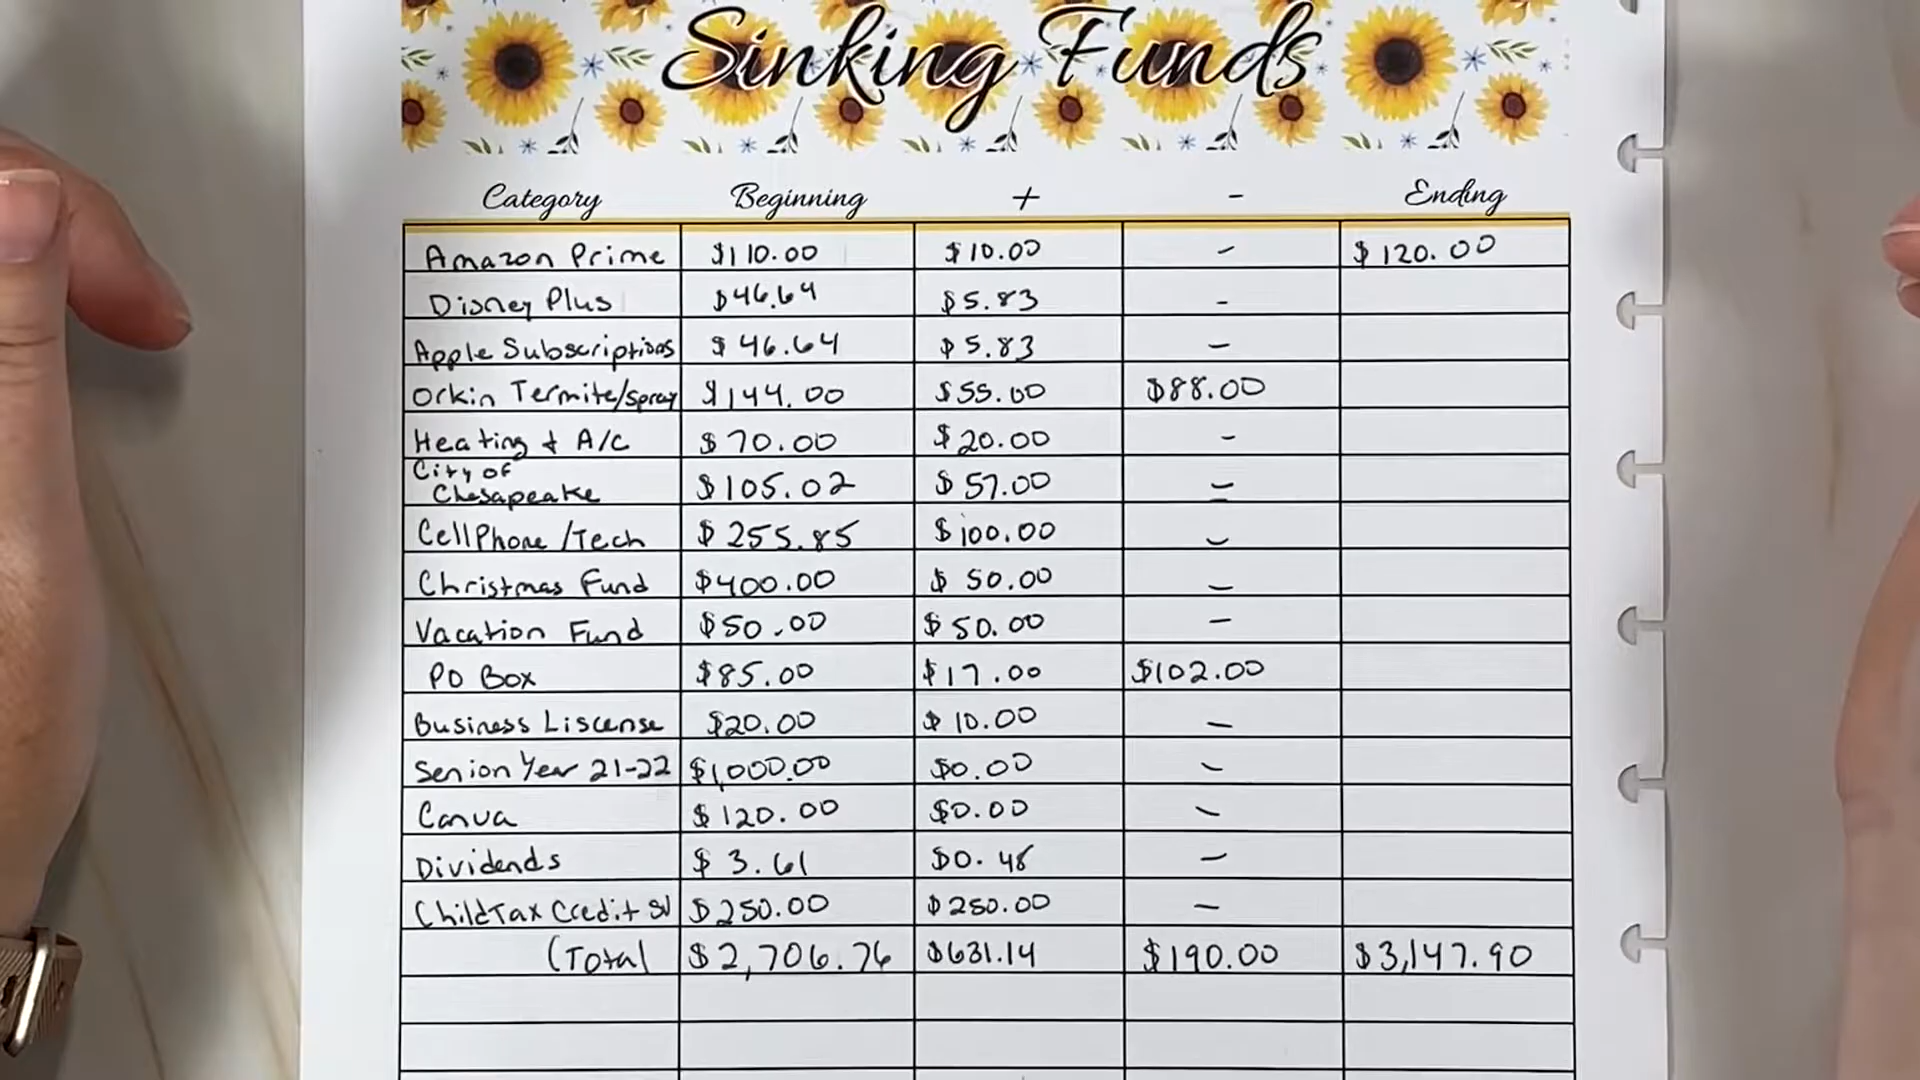 Sinking Funds
Category Beginning + - Ending
Amazon Prime $110.00 $10.00 - $120.00
Disney Plus $46.64 $5.83 -
Apple Subscriptions $46.64 $5.83 -
Orkin Termite/spray $144.00 $55.00 $88.00
Heating & A/C $70.00 $20.00 -
City of
Chesapeake $105.02 $57.00 -
Cell Phone /Tech $255.85 $100.00 -
Christmas Fund $400.00 $50.00 -
Vacation Fund $50.00 $50.00 -
PO Box $85.00 $17.00 $102.00
Business Liscense $20.00 $10.00 -
Senior Year 21-22 $1,000.00 $0.00 -
Canva $120.00 $0.00 -
Dividends $3.61 $0.48 -
Child Tax Credit SV $250.00 $250.00 -
(Total $2,706.76 $631.14 $190.00 $3,147.90